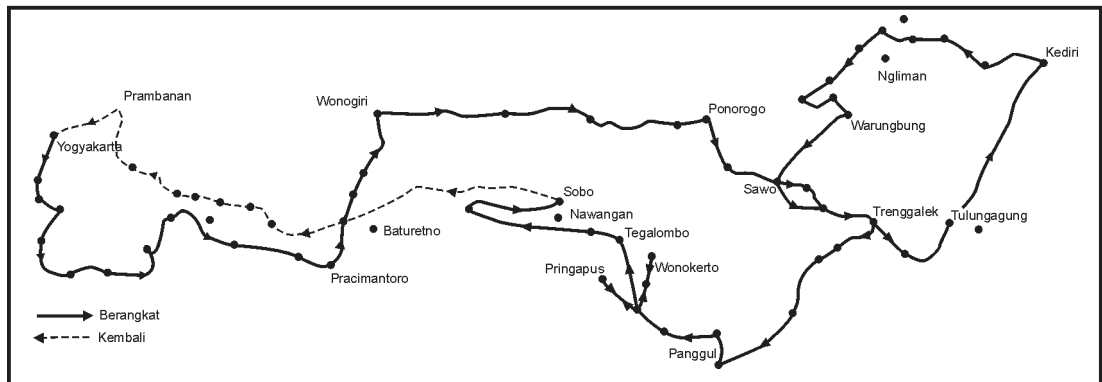 Kediri
Ngliman
Prambanan
Wonogiri
Ponorogo
Warungbung
Yogyakarta
Sawo
Sobo
Nawangan
Trenggalek
Tulungagung
Baturetno
Tegalombo
Pringapus
Wonokerto
Pracimantoro
Berangkat
Kembali
Panggul